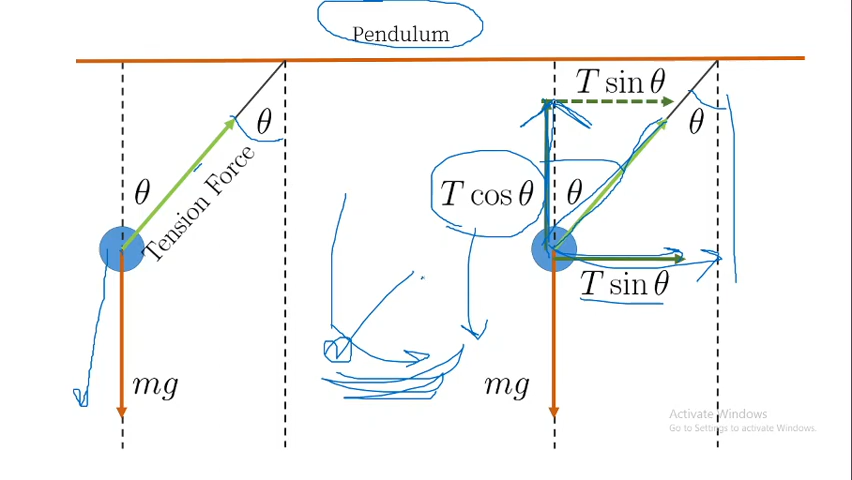 Pendulum
T sin θ
θ
θ
θ
Tension Force
T cos θ
θ
T sin θ
mg
mg
Activate Windows
Go to Settings to activate Windows.